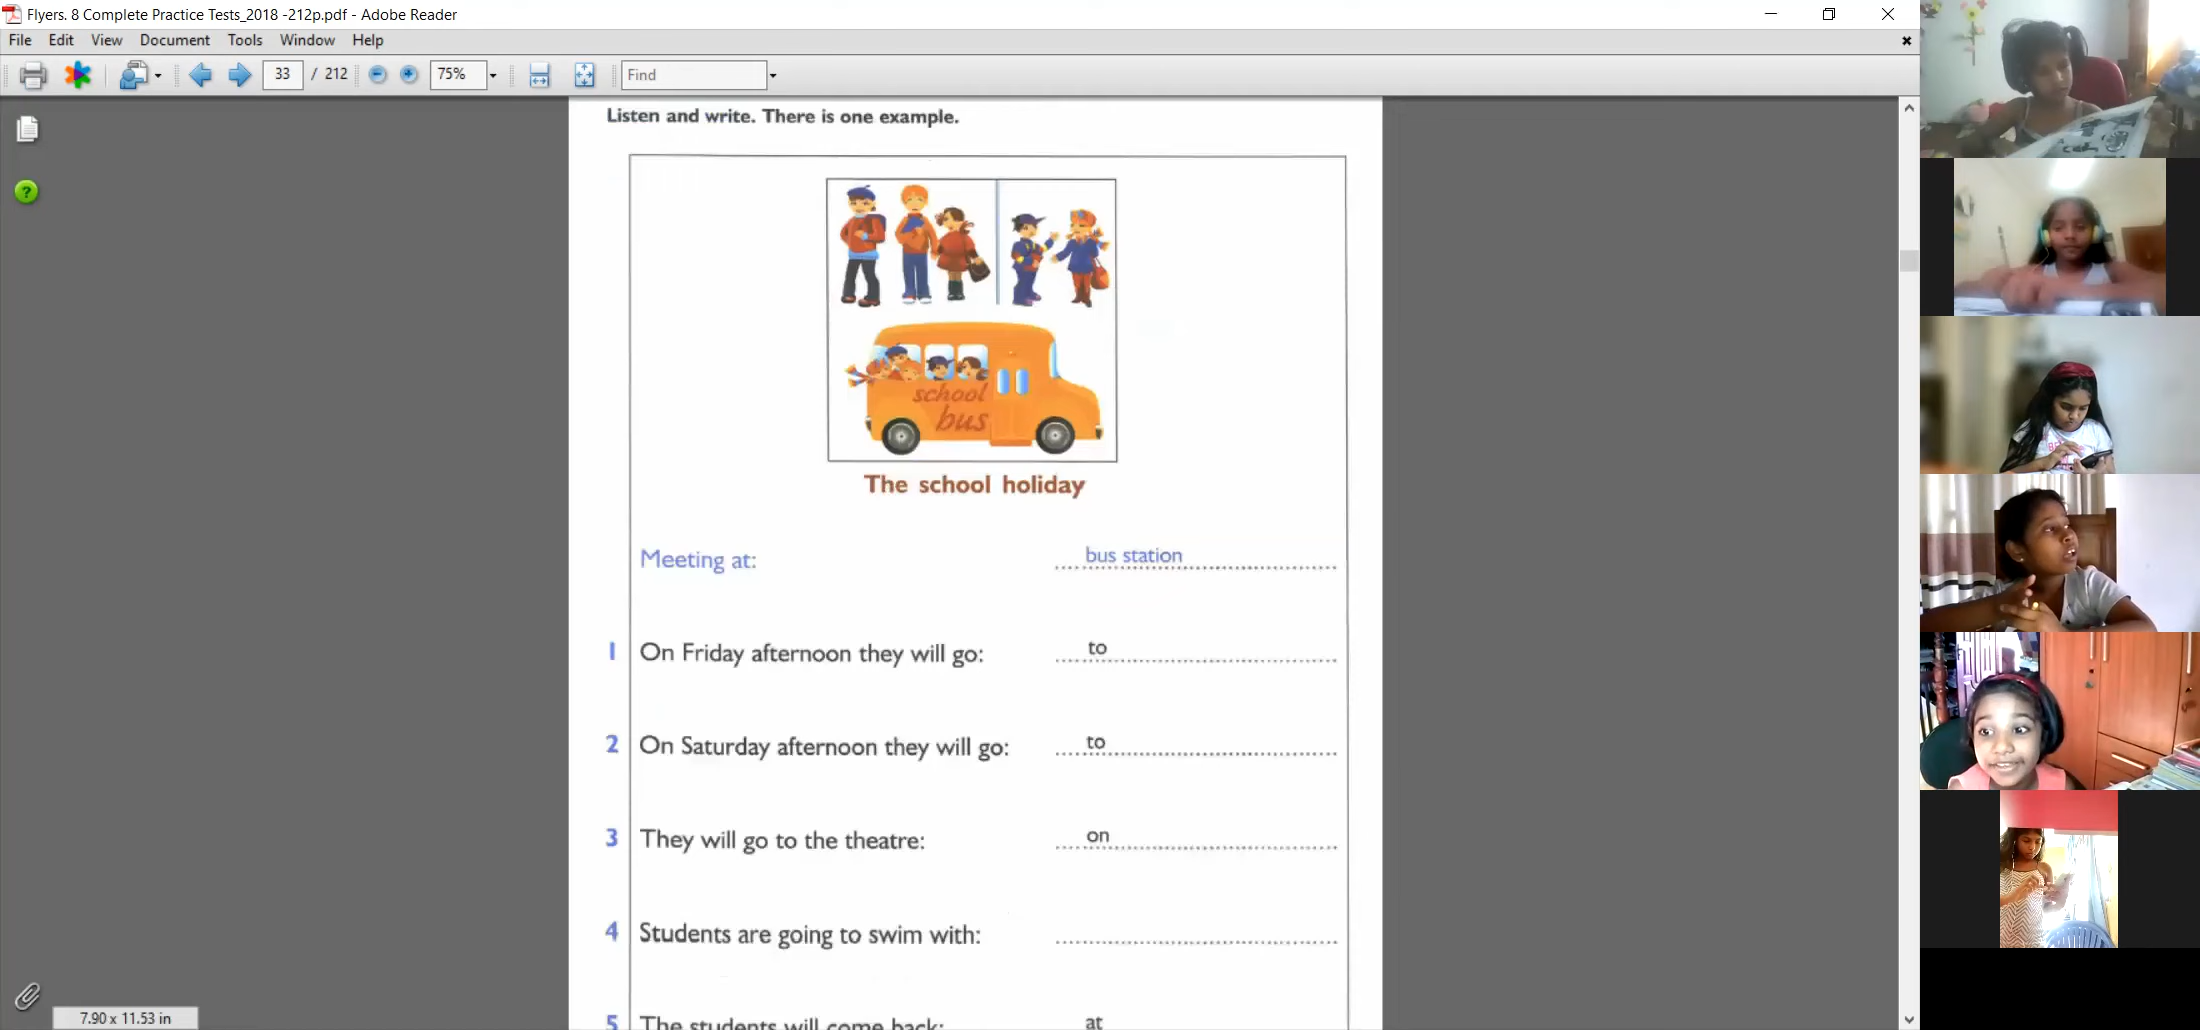 Flyers. 8 Complete Practice Tests_2018 -212p.pdf - Adobe Reader
File Edit View Document Tools Window Help
33 / 212 75% Find
Listen and write. There is one example.
school
bus
The school holiday
Meeting at: bus station
1 On Friday afternoon they will go: to
2 On Saturday afternoon they will go: to
3 They will go to the theatre: on
4 Students are going to swim with:
5 The students will come back: at
7.90 x 11.53 in